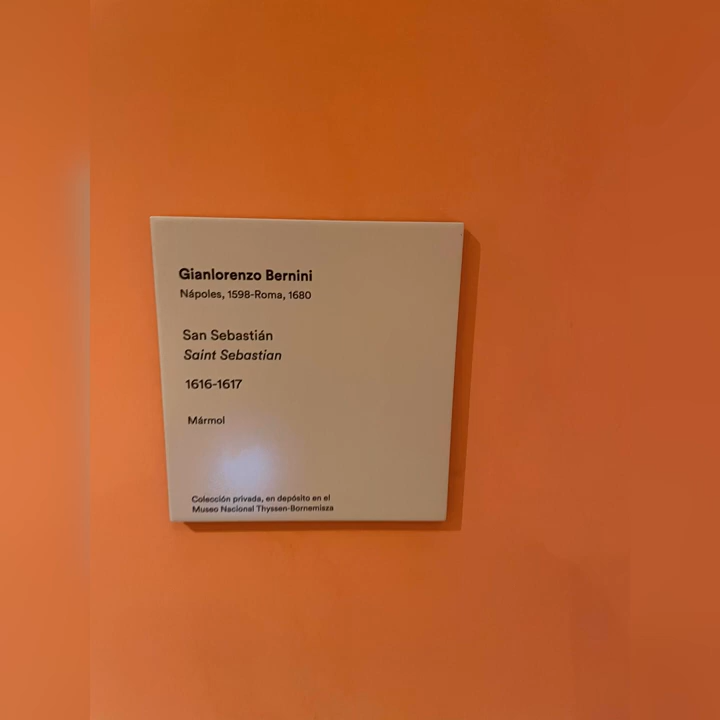 Gianlorenzo Bernini
Nápoles, 1598-Roma, 1680
San Sebastián
Saint Sebastian
1616-1617
Mármol
Colección privada, en depósito en el
Museo Nacional Thyssen-Bornemisza